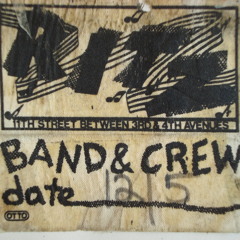 RITZ
11TH STREET BETWEEN 3RD & 4TH AVENUES
BAND & CREW
date 12/5
OTTO